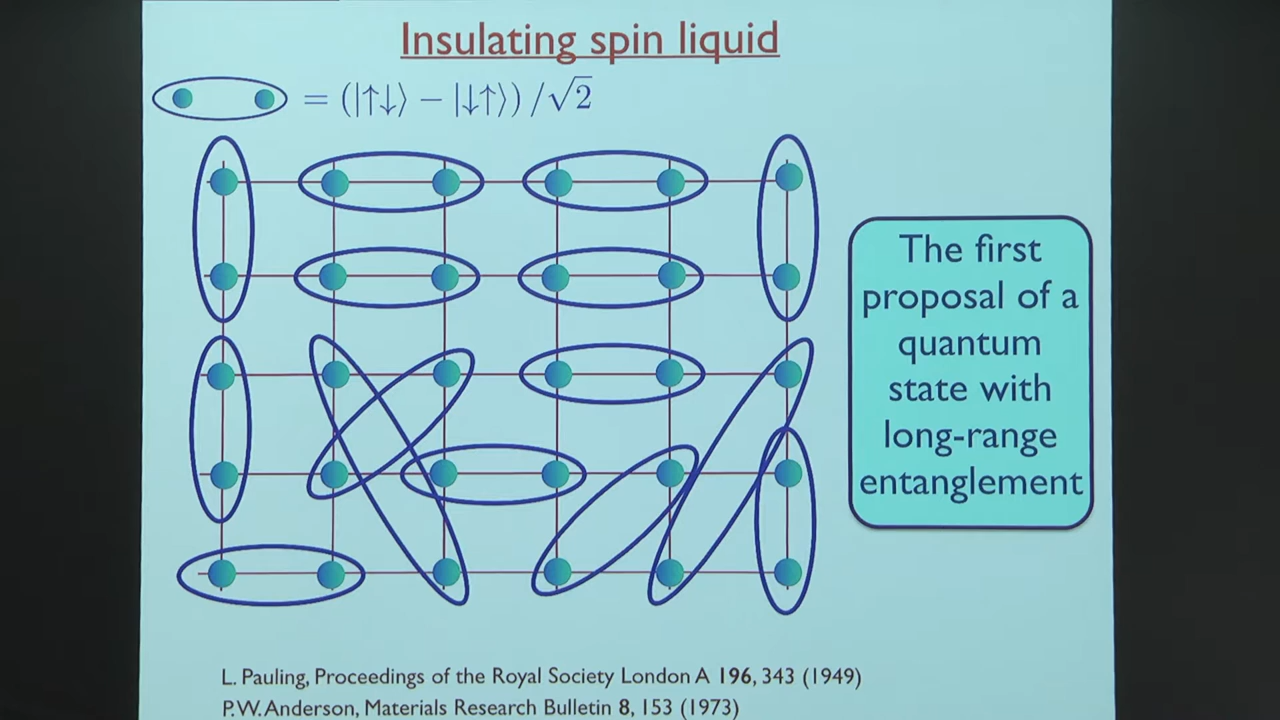 Insulating spin liquid
= (|↑↓⟩ − |↓↑⟩) /√2
The first
proposal of a
quantum
state with
long-range
entanglement
L. Pauling, Proceedings of the Royal Society London A 196, 343 (1949)
P.W. Anderson, Materials Research Bulletin 8, 153 (1973)